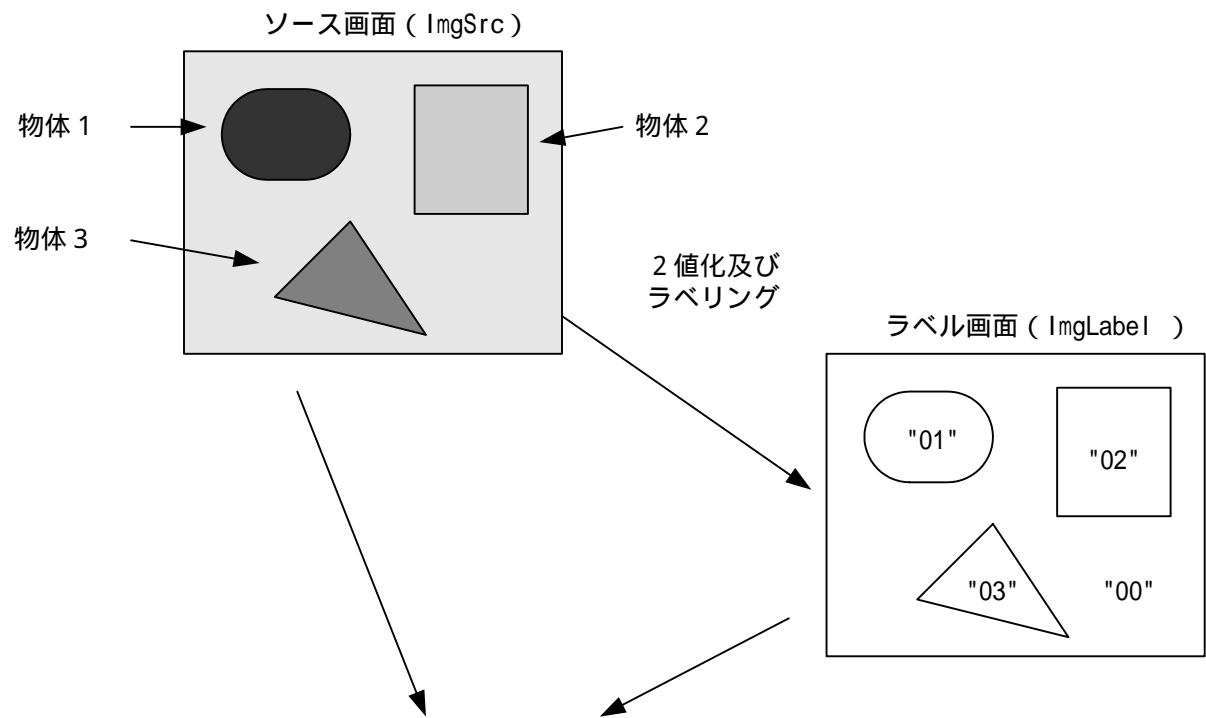 ソース画面（ImgSrc）
物体1
物体2
物体3
2値化及び
ラベリング
ラベル画面（ImgLabel ）
"01"
"02"
"03"
"00"